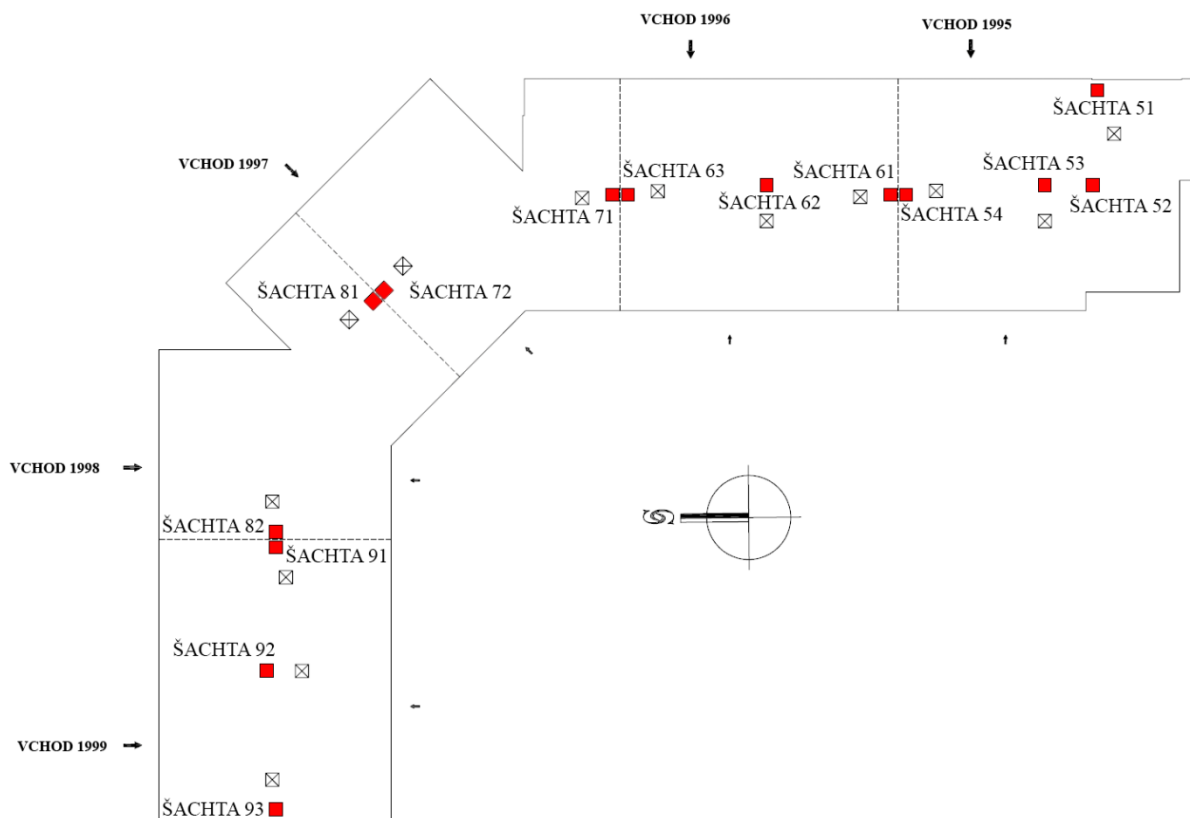 VCHOD 1996
VCHOD 1995
ŠACHTA 51
VCHOD 1997
ŠACHTA 63
ŠACHTA 61
ŠACHTA 53
ŠACHTA 71
ŠACHTA 62
ŠACHTA 54
ŠACHTA 52
ŠACHTA 81
ŠACHTA 72
VCHOD 1998
S
ŠACHTA 82
ŠACHTA 91
ŠACHTA 92
VCHOD 1999
ŠACHTA 93